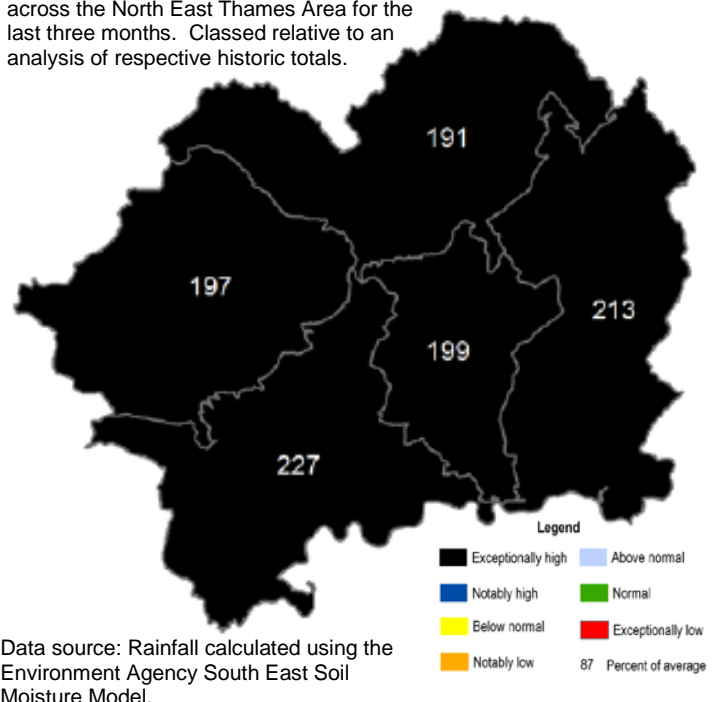 across the North East Thames Area for the
last three months. Classed relative to an
analysis of respective historic totals.
191
197
213
199
227
Legend
Exceptionally high Above normal
Notably high Normal
Below normal Exceptionally low
Notably low 87 Percent of average
Data source: Rainfall calculated using the
Environment Agency South East Soil
Moisture Model.